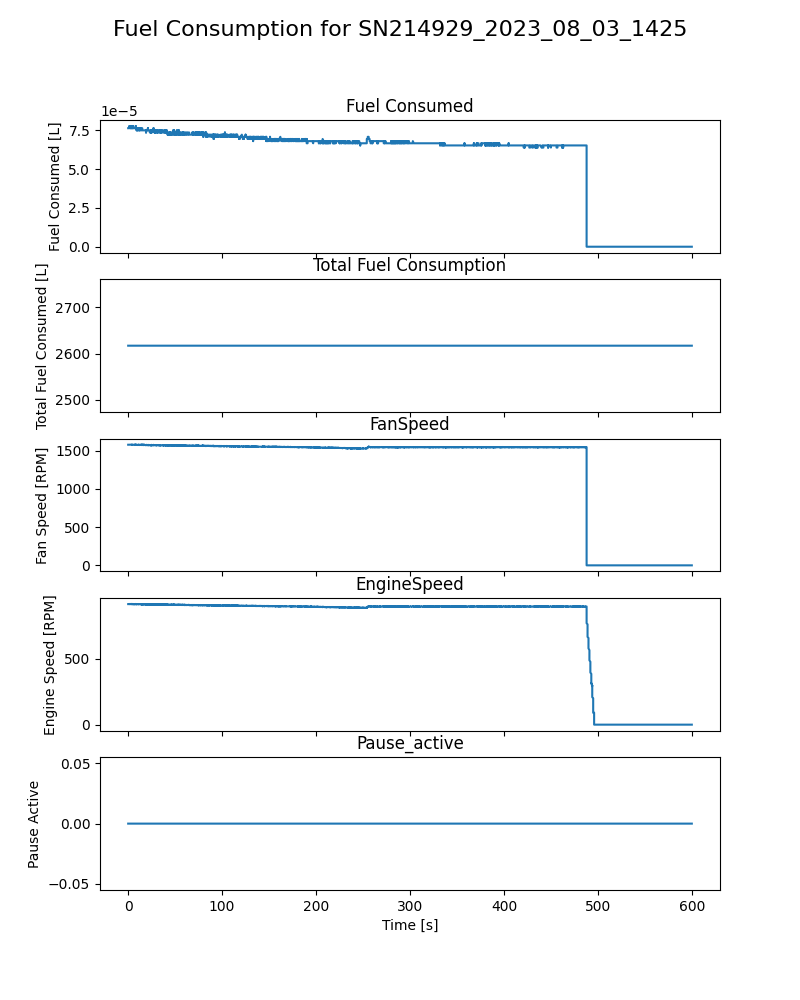 Fuel Consumption for SN214929_2023_08_03_1425
1e−5
Fuel Consumed
Fuel Consumed [L]
7.5
5.0
2.5
0.0
Total Fuel Consumption
Total Fuel Consumed [L]
2700
2600
2500
FanSpeed
Fan Speed [RPM]
1500
1000
500
0
EngineSpeed
Engine Speed [RPM]
500
0
Pause_active
Pause Active
0.05
0.00
−0.05
0 100 200 300 400 500 600
Time [s]